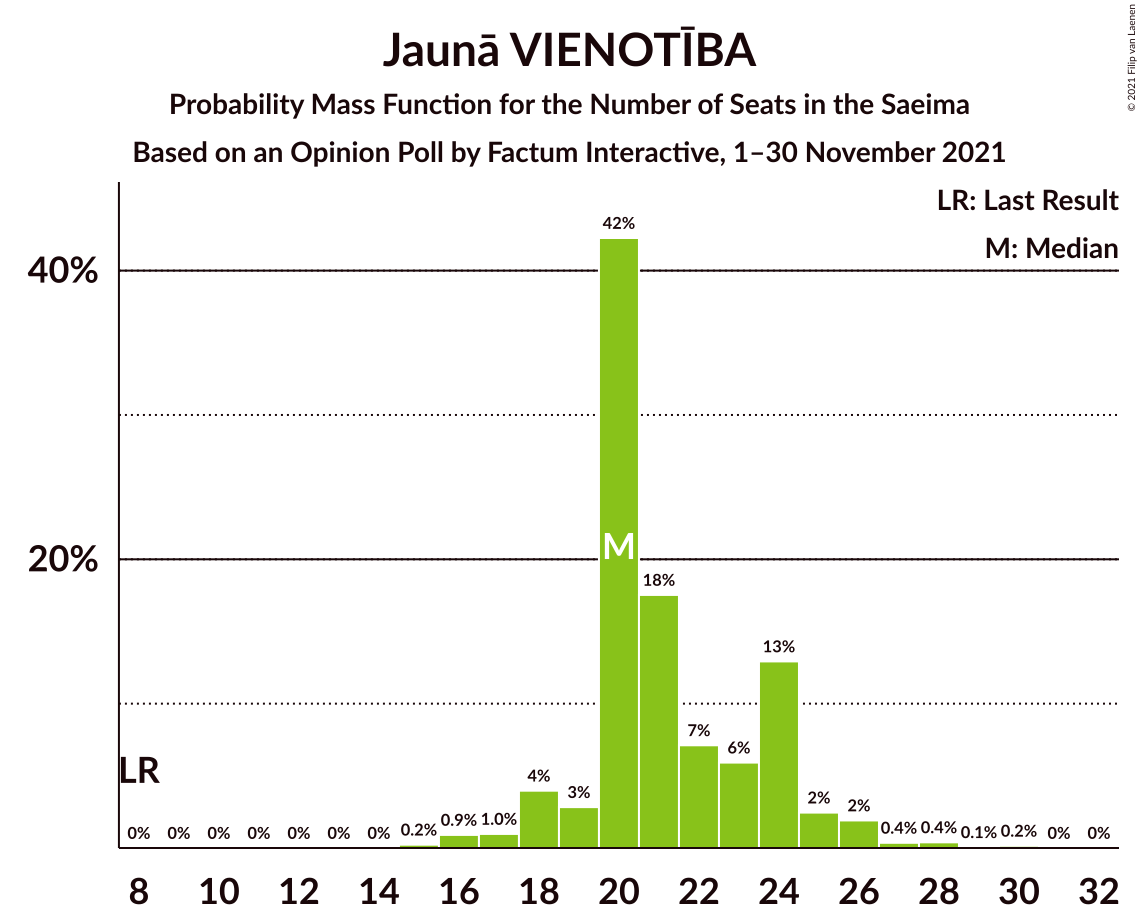 Jaunā VIENOTĪBA
Probability Mass Function for the Number of Seats in the Saeima
Based on an Opinion Poll by Factum Interactive, 1–30 November 2021
© 2021 Filip van Laenen
LR: Last Result
M: Median
40%
20%
42%
M
18%
13%
7%
6%
LR
4%
3%
2%
2%
0% 0% 0% 0% 0% 0% 0% 0.2% 0.9% 1.0% 0.4% 0.4% 0.1% 0.2% 0% 0%
8 10 12 14 16 18 20 22 24 26 28 30 32